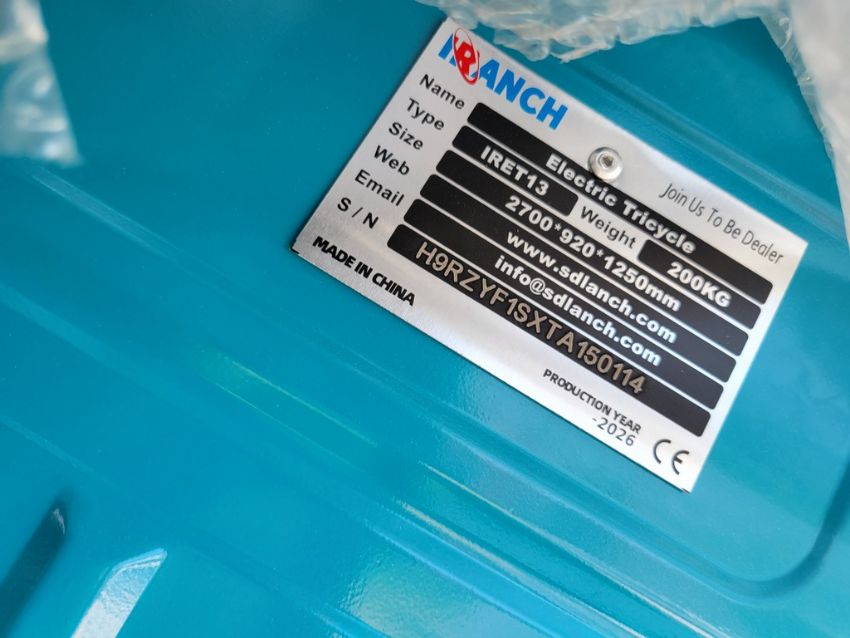 IRANCH
Join Us To Be Dealer
Name Electric Tricycle
Type IRET13 Weight 200KG
Size 2700*920*1250mm
Web www.sdlanch.com
Email info@sdlanch.com
S / N H9RZYF1SXTA150114
MADE IN CHINA
PRODUCTION YEAR
-2026
CE